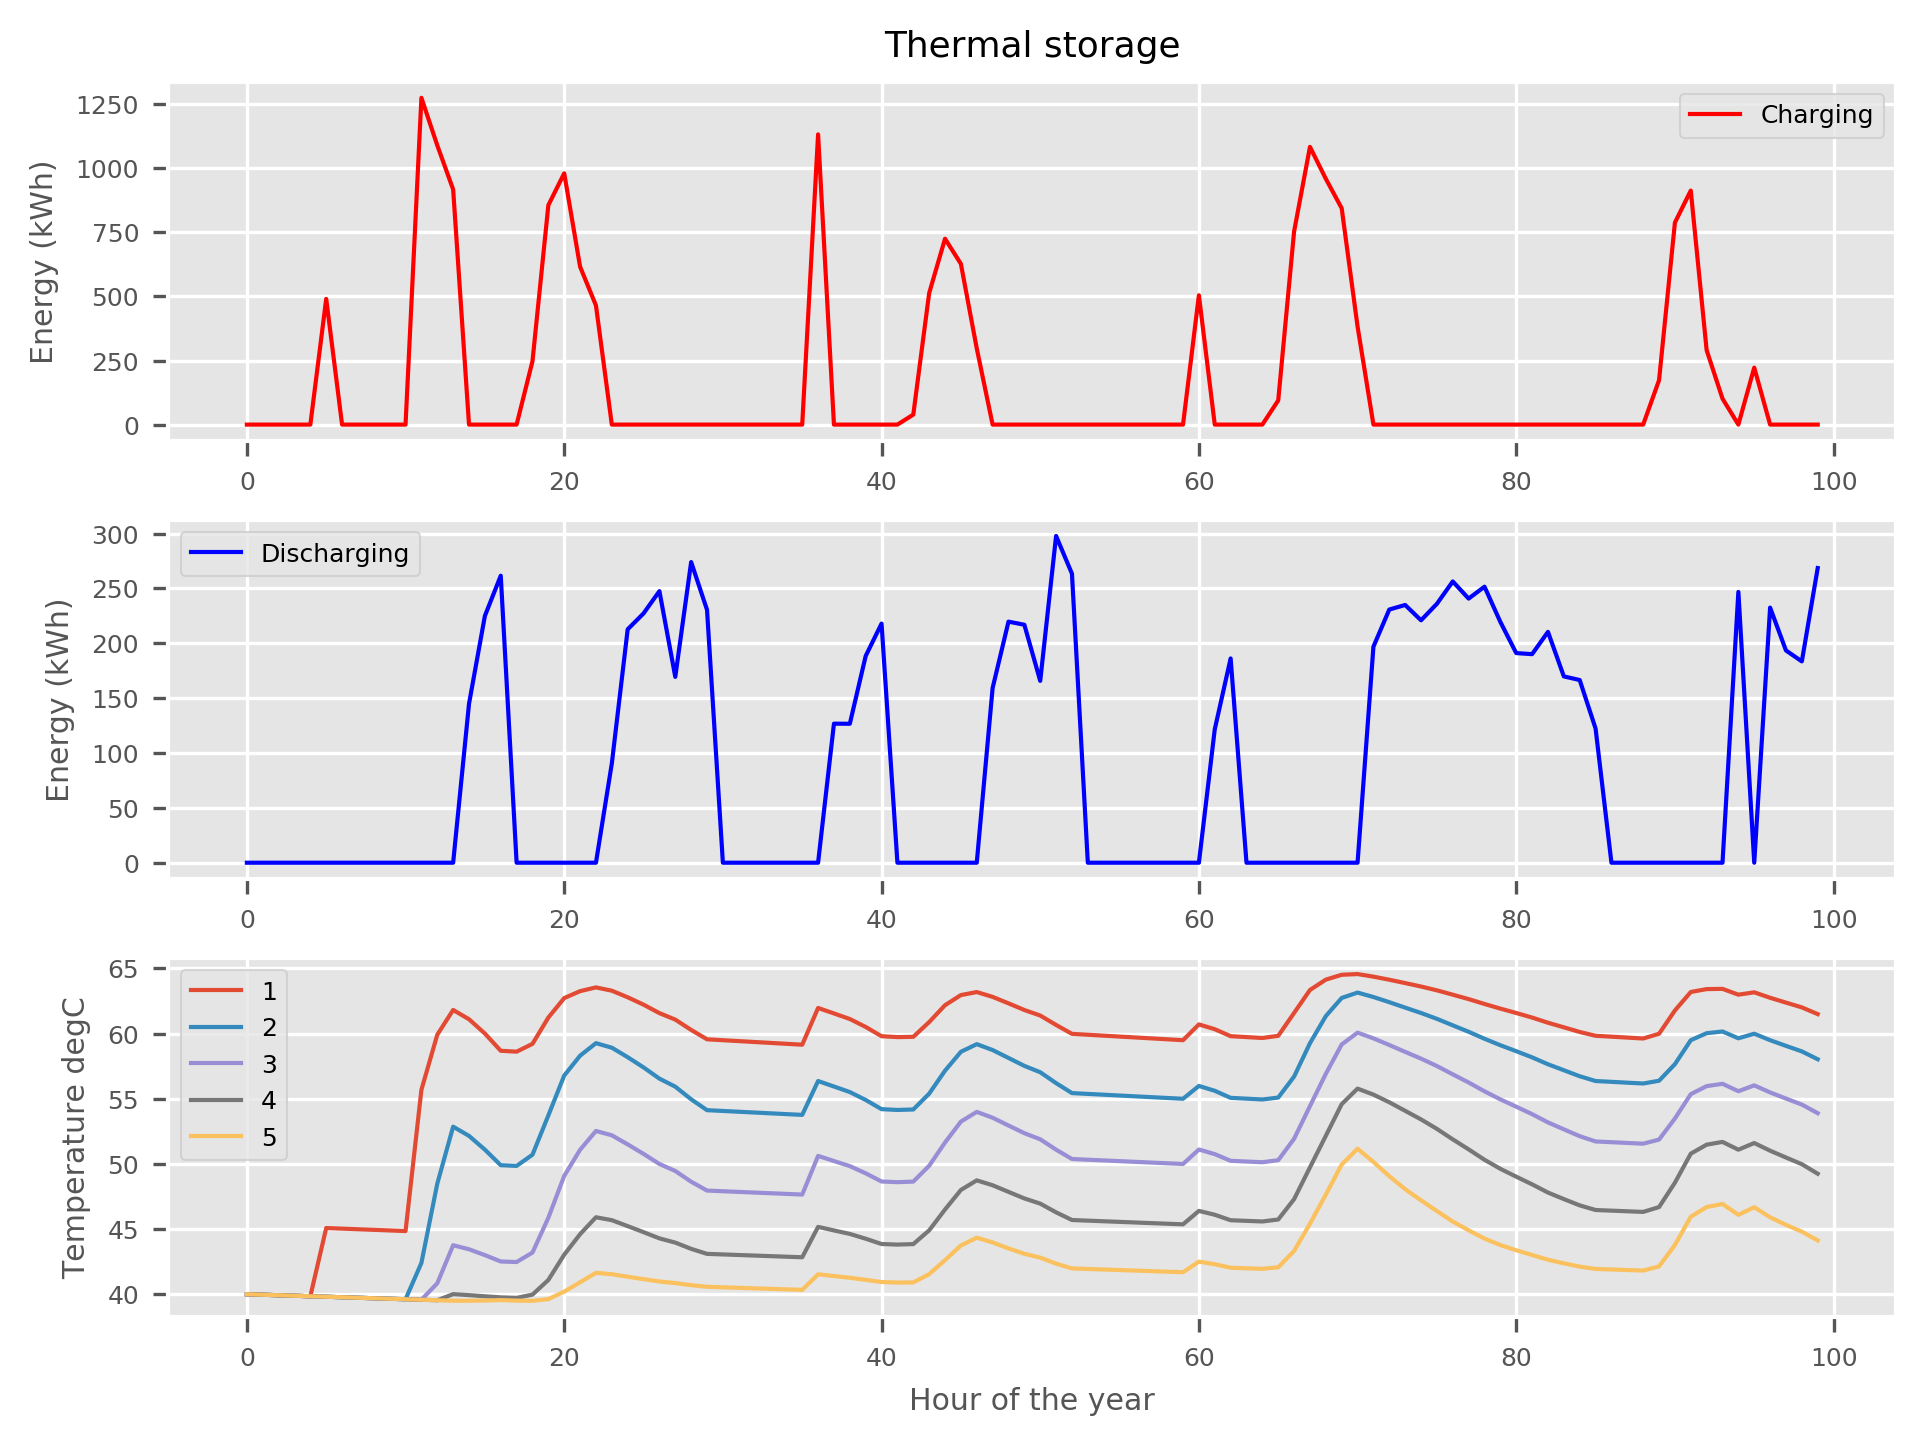 Thermal storage
1250
1000
750
500
250
0
Energy (kWh)
Charging
0 20 40 60 80 100
300
250
200
150
100
50
0
Energy (kWh)
Discharging
0 20 40 60 80 100
65
60
55
50
45
40
Temperature degC
1
2
3
4
5
0 20 40 60 80 100
Hour of the year